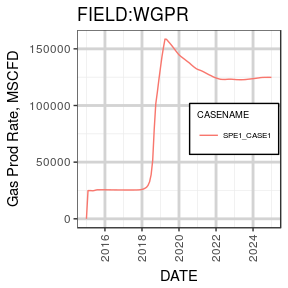 FIELD:WGPR
Gas Prod Rate, MSCFD
150000
100000
50000
0
CASENAME
SPE1_CASE1
2016
2018
2020
2022
2024
DATE